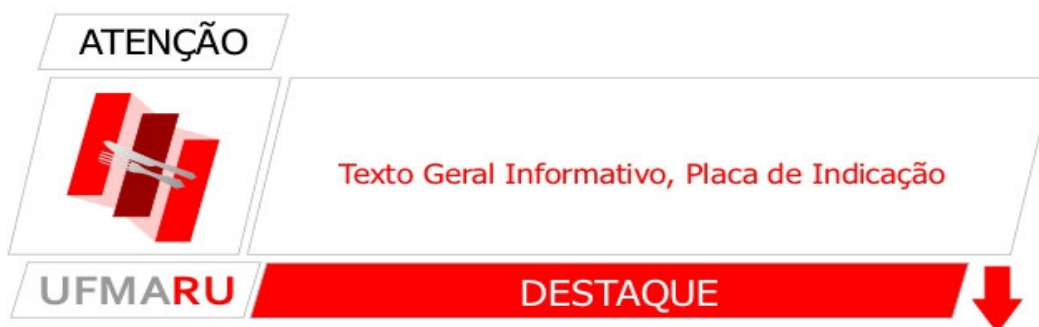 ATENÇÃO
Texto Geral Informativo, Placa de Indicação
UFMARU
DESTAQUE